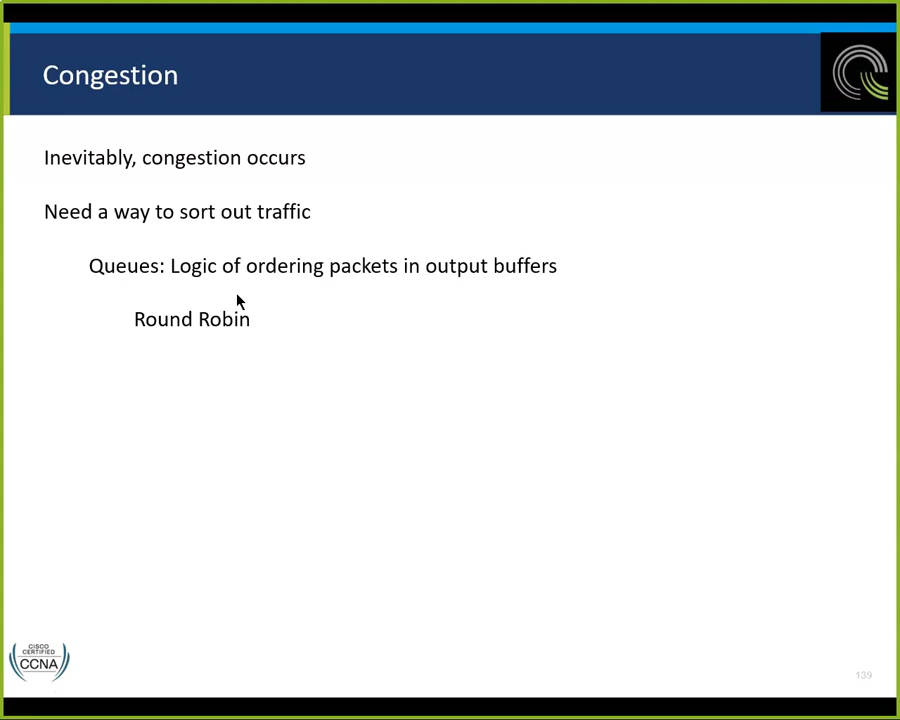 Congestion
Inevitably, congestion occurs
Need a way to sort out traffic
Queues: Logic of ordering packets in output buffers
Round Robin
CISCO
CERTIFIED
CCNA
139